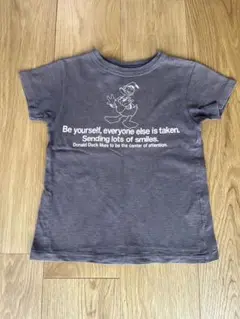 Be yourself, everyone else is taken.
Sending lots of smiles.
Donald Duck likes to be the center of attention.